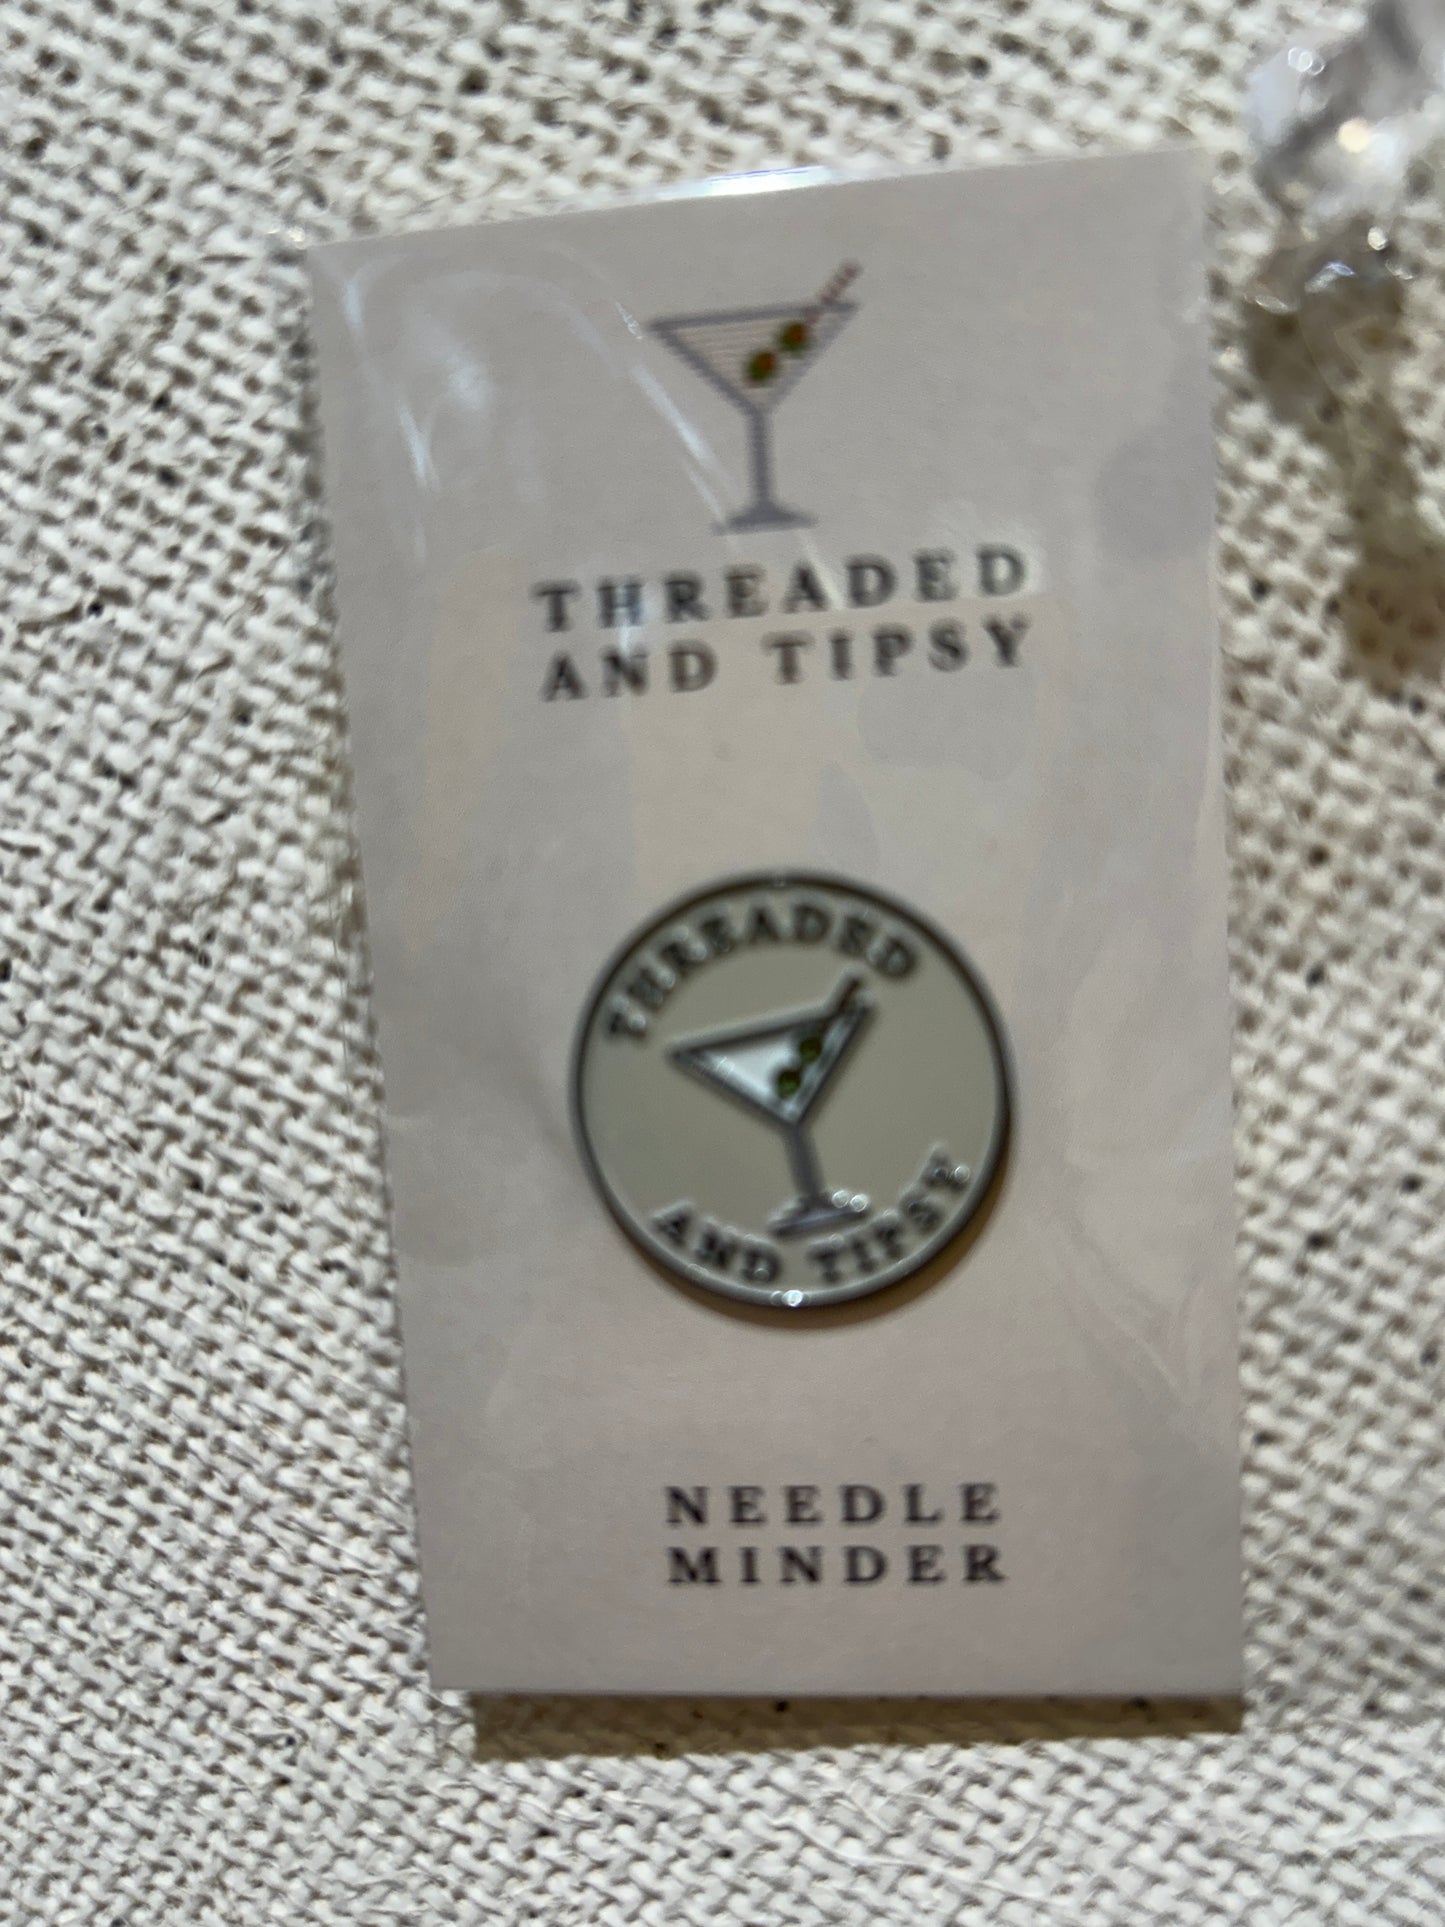 THREADED
AND TIPSY
THREADED
AND TIPSY
NEEDLE
MINDER